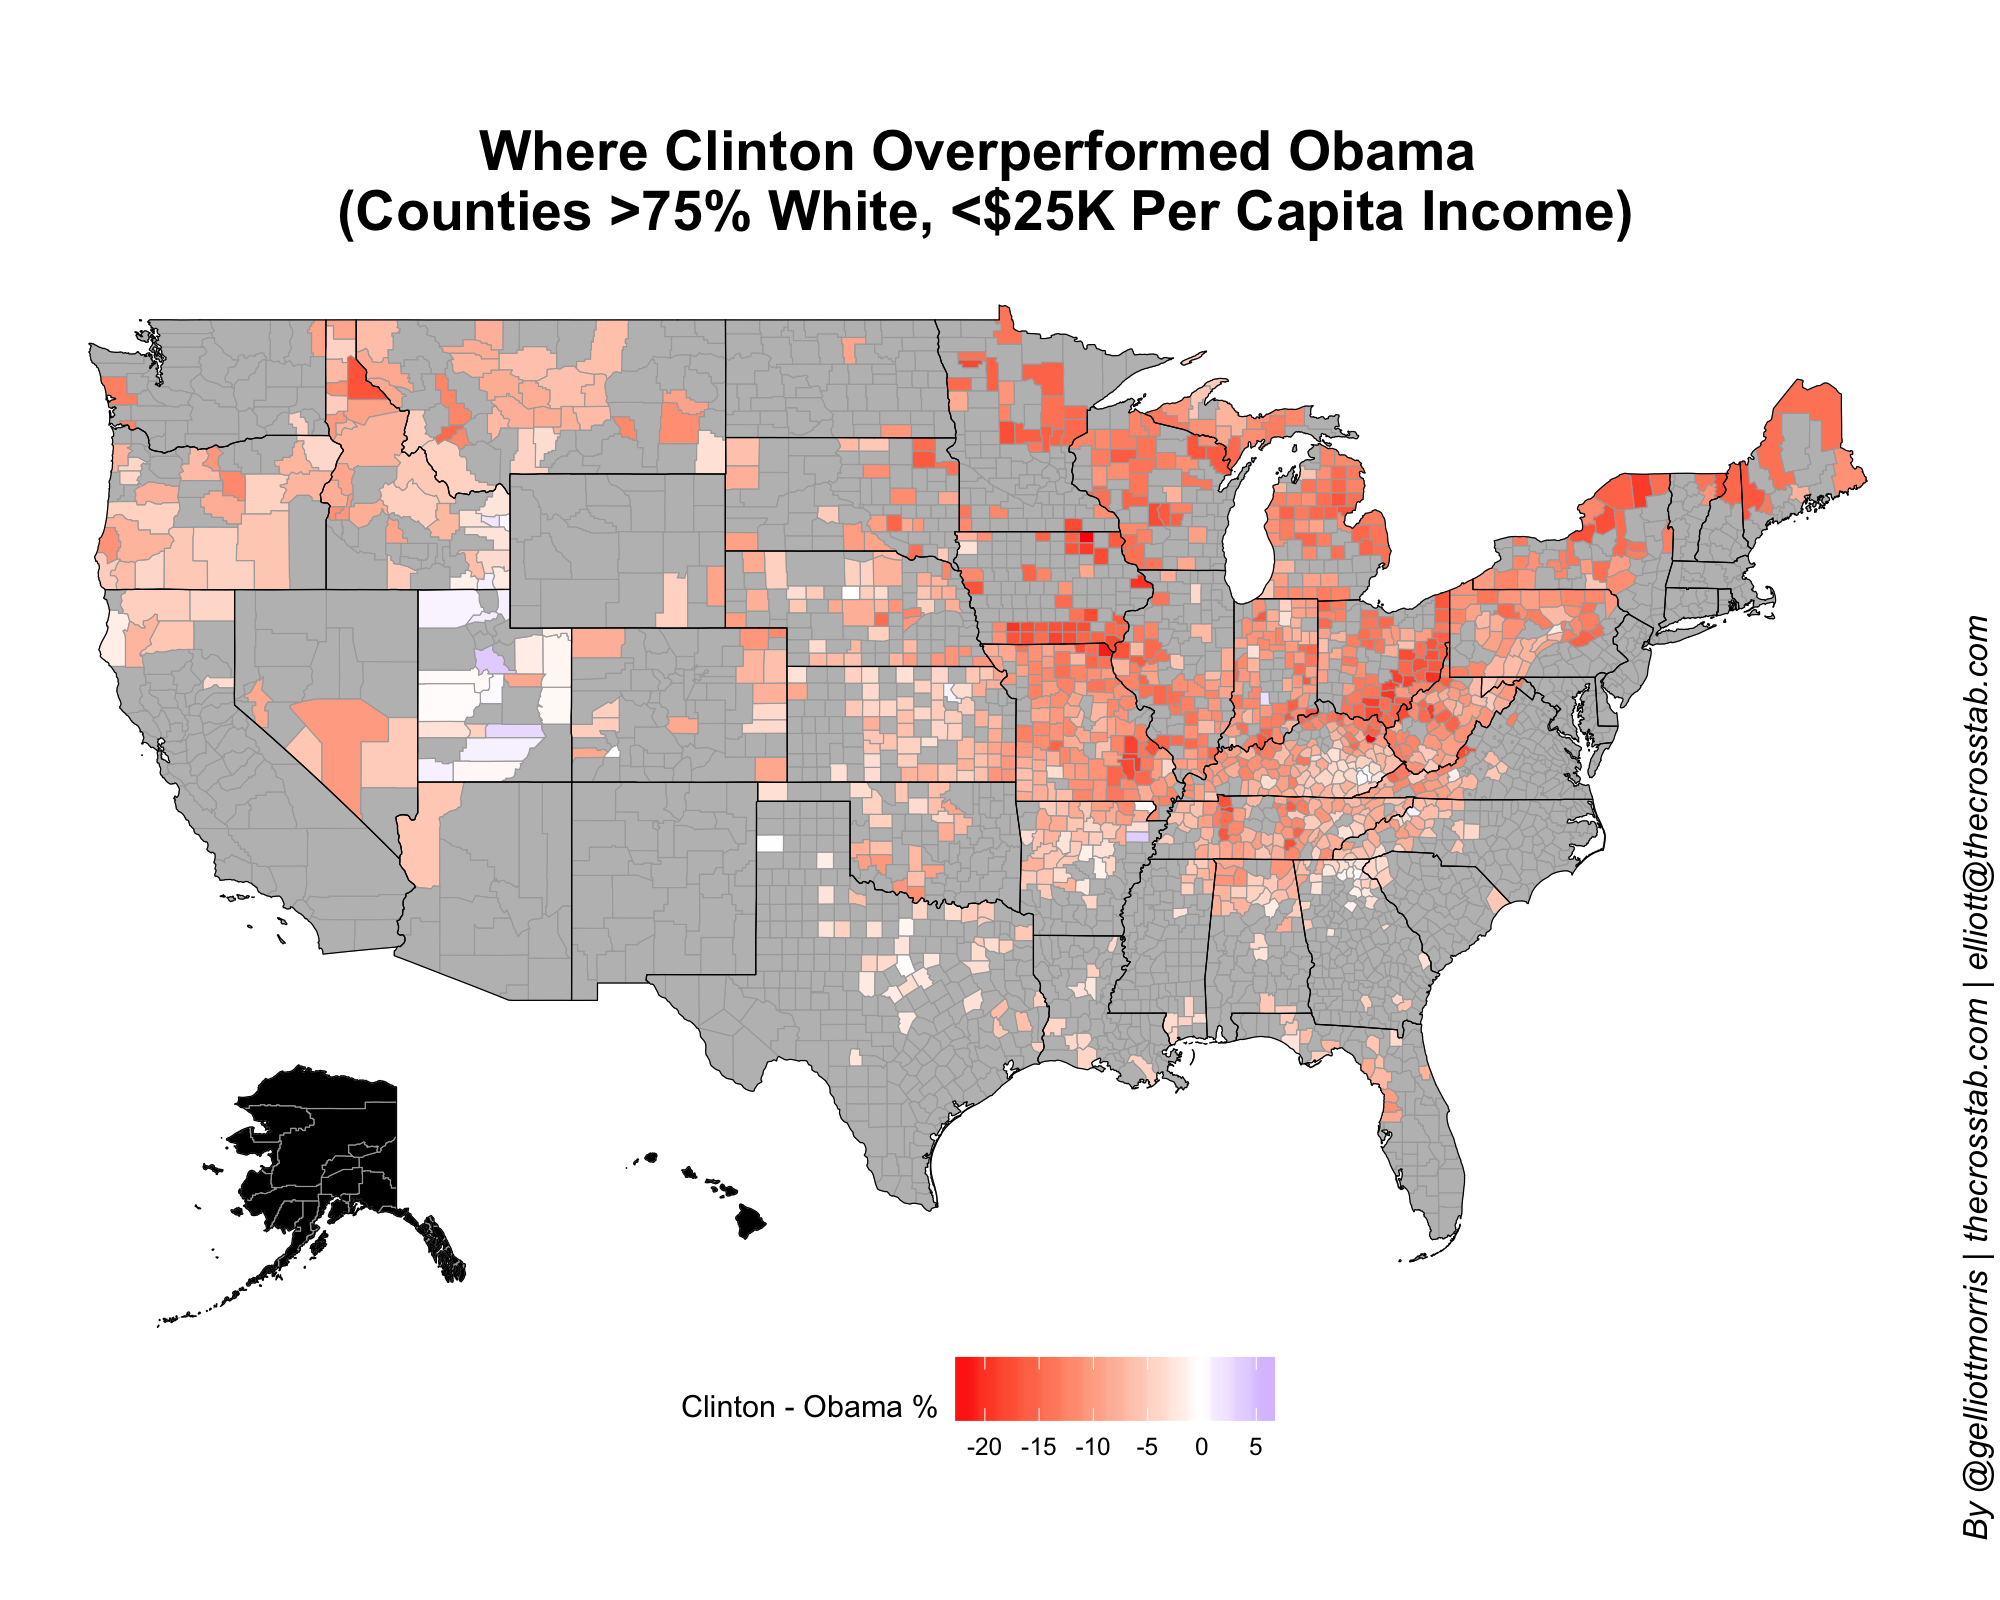 Where Clinton Overperformed Obama
(Counties >75% White, <$25K Per Capita Income)
By @gelliottmorris | thecrosstab.com | elliott@thecrosstab.com
Clinton - Obama %
-20 -15 -10 -5 0 5